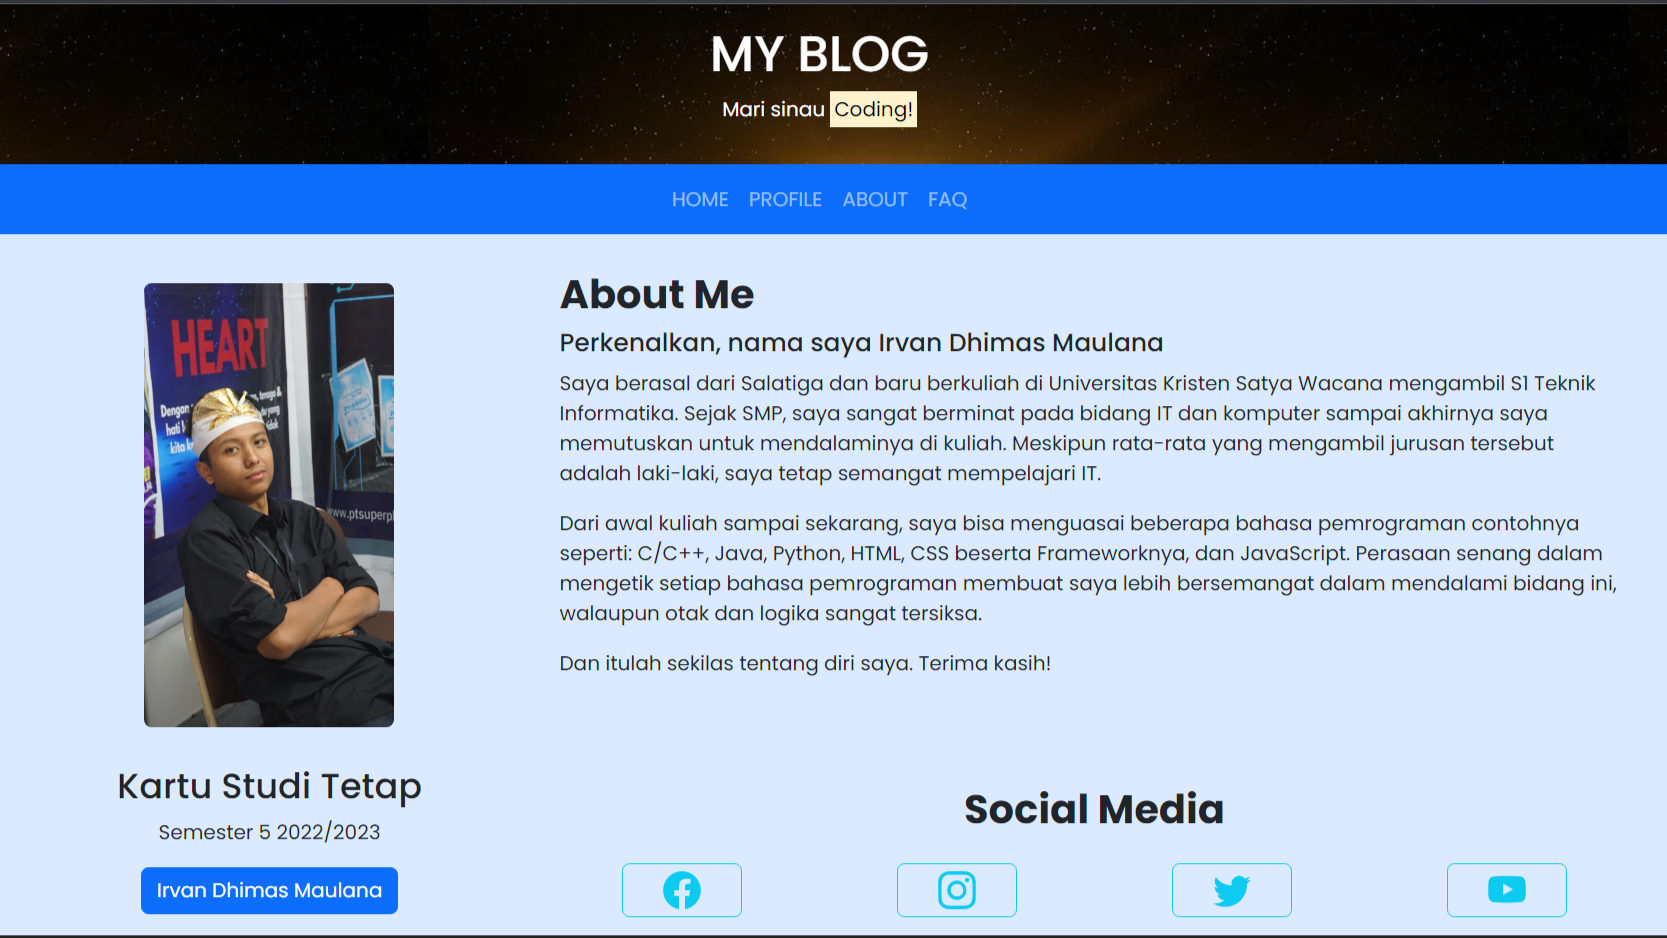 MY BLOG
Mari sinau Coding!
HOME PROFILE ABOUT FAQ
HEART
Dengan
hati
kita
www.ptsuperpl
About Me
Perkenalkan, nama saya Irvan Dhimas Maulana
Saya berasal dari Salatiga dan baru berkuliah di Universitas Kristen Satya Wacana mengambil S1 Teknik
Informatika. Sejak SMP, saya sangat berminat pada bidang IT dan komputer sampai akhirnya saya
memutuskan untuk mendalaminya di kuliah. Meskipun rata-rata yang mengambil jurusan tersebut
adalah laki-laki, saya tetap semangat mempelajari IT.
Dari awal kuliah sampai sekarang, saya bisa menguasai beberapa bahasa pemrograman contohnya
seperti: C/C++, Java, Python, HTML, CSS beserta Frameworknya, dan JavaScript. Perasaan senang dalam
mengetik setiap bahasa pemrograman membuat saya lebih bersemangat dalam mendalami bidang ini,
walaupun otak dan logika sangat tersiksa.
Dan itulah sekilas tentang diri saya. Terima kasih!
Kartu Studi Tetap
Semester 5 2022/2023
Irvan Dhimas Maulana
Social Media